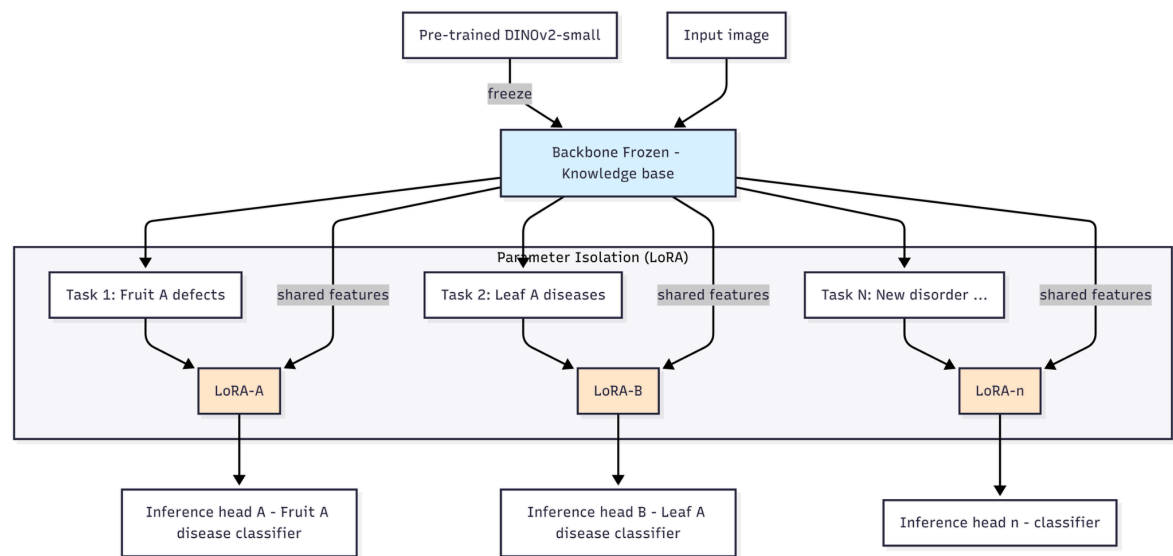 Pre-trained DINOv2-small
Input image
freeze
Backbone Frozen -
Knowledge base
Parameter Isolation (LoRA)
Task 1: Fruit A defects
shared features
Task 2: Leaf A diseases
shared features
Task N: New disorder ...
shared features
LoRA-A
LoRA-B
LoRA-n
Inference head A - Fruit A
disease classifier
Inference head B - Leaf A
disease classifier
Inference head n - classifier